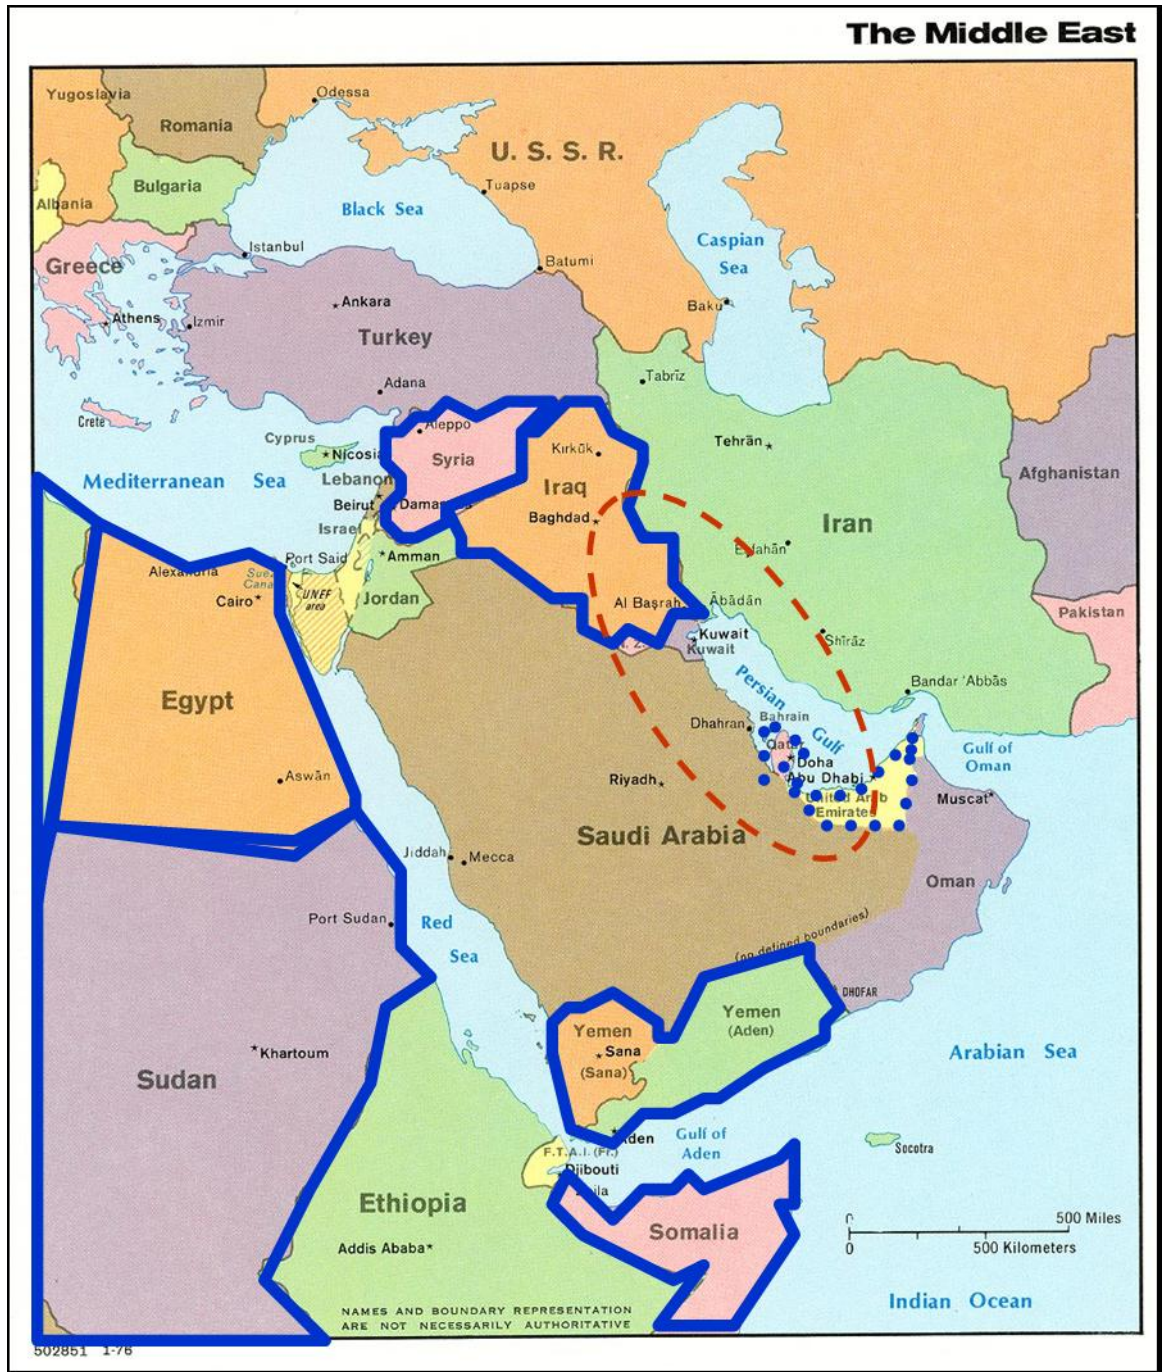 The Middle East
Yugoslavia
Romania
Odessa
U. S. S. R.
Bulgaria
Tuapse
Albania
Black Sea
Caspian
Sea
Istanbul
Batumi
Greece
Baku
Ankara
Athens
Izmir
Turkey
Tabrīz
Adana
Crete
Aleppo
Cyprus
Nicosia
Syria
Kirkūk
Tehrān
Afghanistan
Mediterranean Sea
Lebanon
Iraq
Beirut
Baghdad
Iran
Israel
Port Said
Amman
Cairo
UNEF
area
Jordan
Al Başrah
Ābādān
Pakistan
Kuwait
Kuwait
Shīrāz
Egypt
Persian
Gulf
Bandar 'Abbās
Dhahran
Bahrain
Doha
Gulf of
Oman
Aswān
Riyadh
Abu Dhabi
Muscat
United Arab
Emirates
Saudi Arabia
Jiddah
Mecca
Oman
Port Sudan
Red
Sea
(no defined boundaries)
DHOFAR
Yemen
(Aden)
Yemen
Sana
(Sana)
Khartoum
Arabian Sea
Sudan
Gulf of
Aden
Socotra
F.T.A.I. (Fr.)
Djibouti
Ethiopia
Somalia
500 Miles
0
500 Kilometers
Addis Ababa
Indian Ocean
NAMES AND BOUNDARY REPRESENTATION
ARE NOT NECESSARILY AUTHORITATIVE
502851 1-76